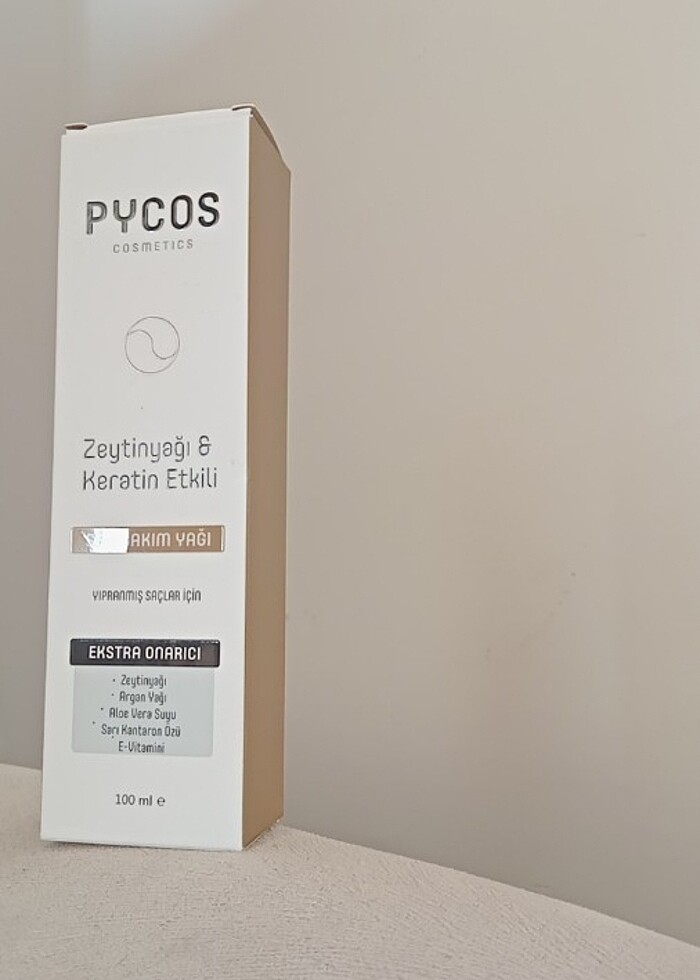 PYCOS
COSMETICS
Zeytinyağı &
Keratin Etkili
YAĞI
YIPRANMIŞ SAÇLAR İÇİN
EKSTRA ONARICI
• Zeytinyağı
• Argan Yağı
• Aloe Vera Suyu
• Sarı Kantaron Özü
E-Vitamini
100 ml e